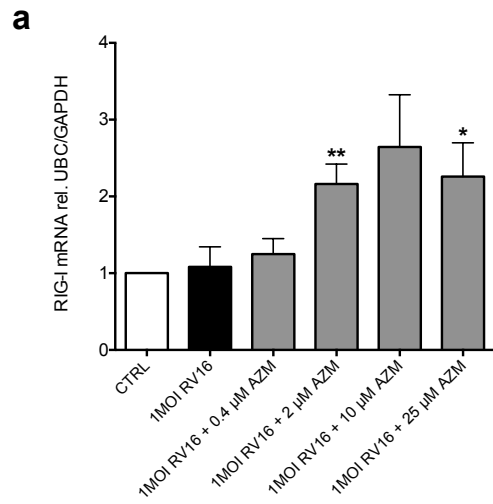 a
RIG-I mRNA rel. UBC/GAPDH
4
3
2
1
0
**
*
CTRL
1MOI RV16
1MOI RV16 + 0.4 µM AZM
1MOI RV16 + 2 µM AZM
1MOI RV16 + 10 µM AZM
1MOI RV16 + 25 µM AZM